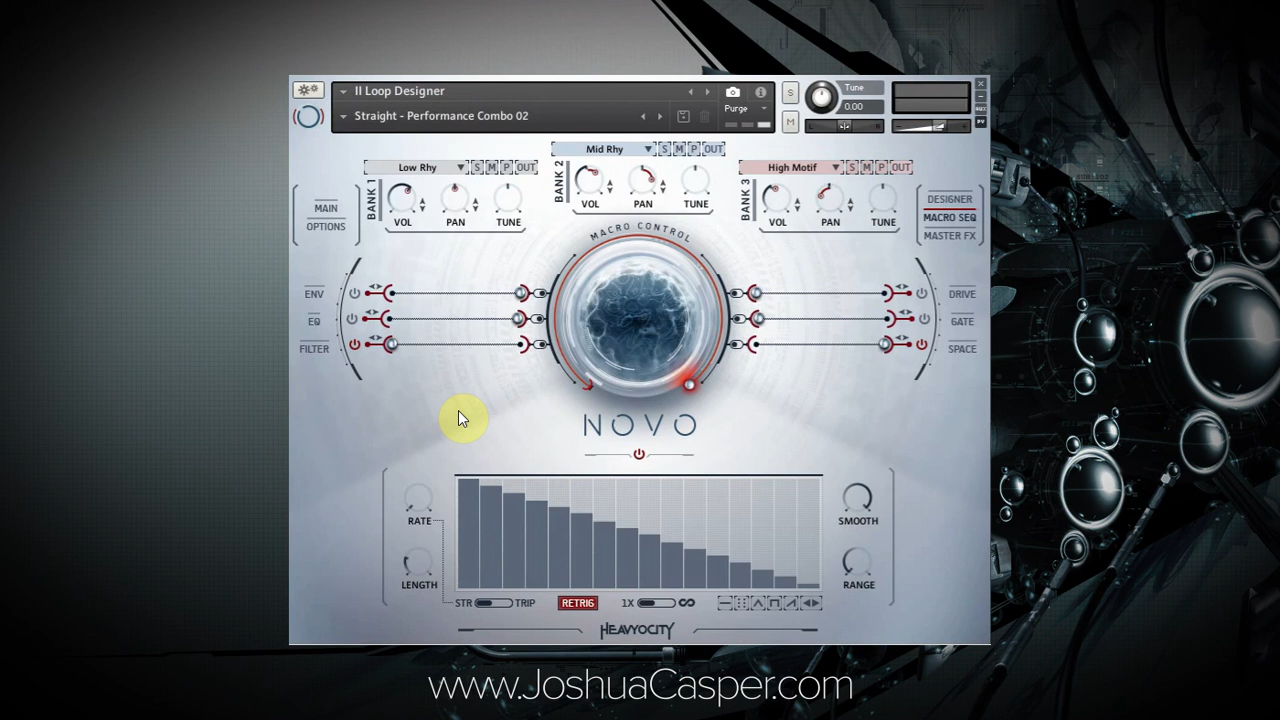 II Loop Designer
Straight - Performance Combo 02
Purge
S
M
Tune
0.00
L R
AUX
PV
Low Rhy S M P OUT
BANK 1
VOL PAN TUNE
Mid Rhy S M P OUT
BANK 2
VOL PAN TUNE
High Motif S M P OUT
BANK 3
VOL PAN TUNE
MAIN
OPTIONS
DESIGNER
MACRO SEQ
MASTER FX
MACRO CONTROL
ENV
EQ
FILTER
DRIVE
GATE
SPACE
NOVO
RATE
LENGTH
SMOOTH
RANGE
STR TRIP RETRIG 1X ∞
HEAVYOCITY
www.JoshuaCasper.com